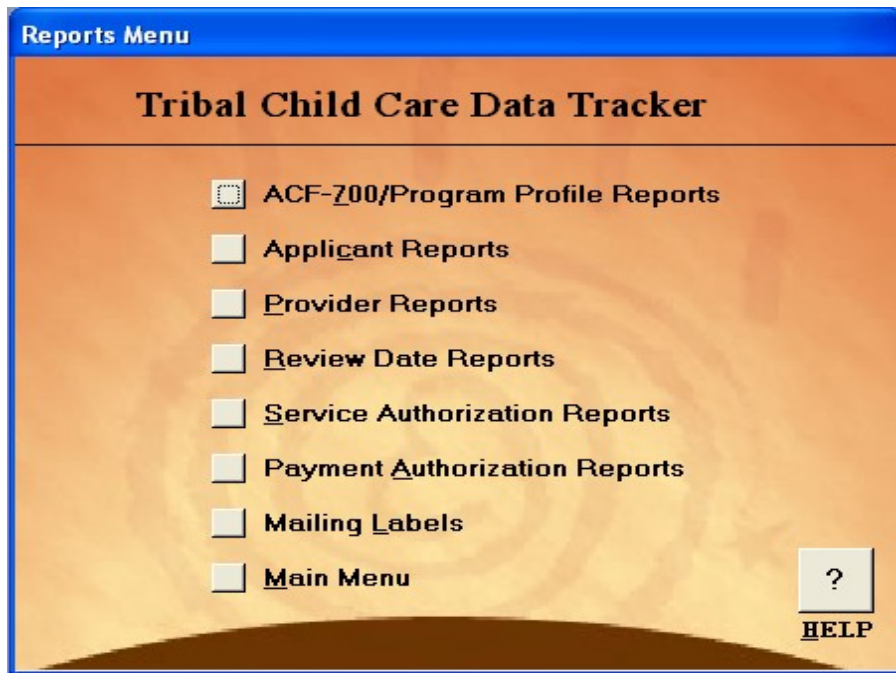 Reports Menu
Tribal Child Care Data Tracker
ACF-700/Program Profile Reports
Applicant Reports
Provider Reports
Review Date Reports
Service Authorization Reports
Payment Authorization Reports
Mailing Labels
Main Menu
?
HELP